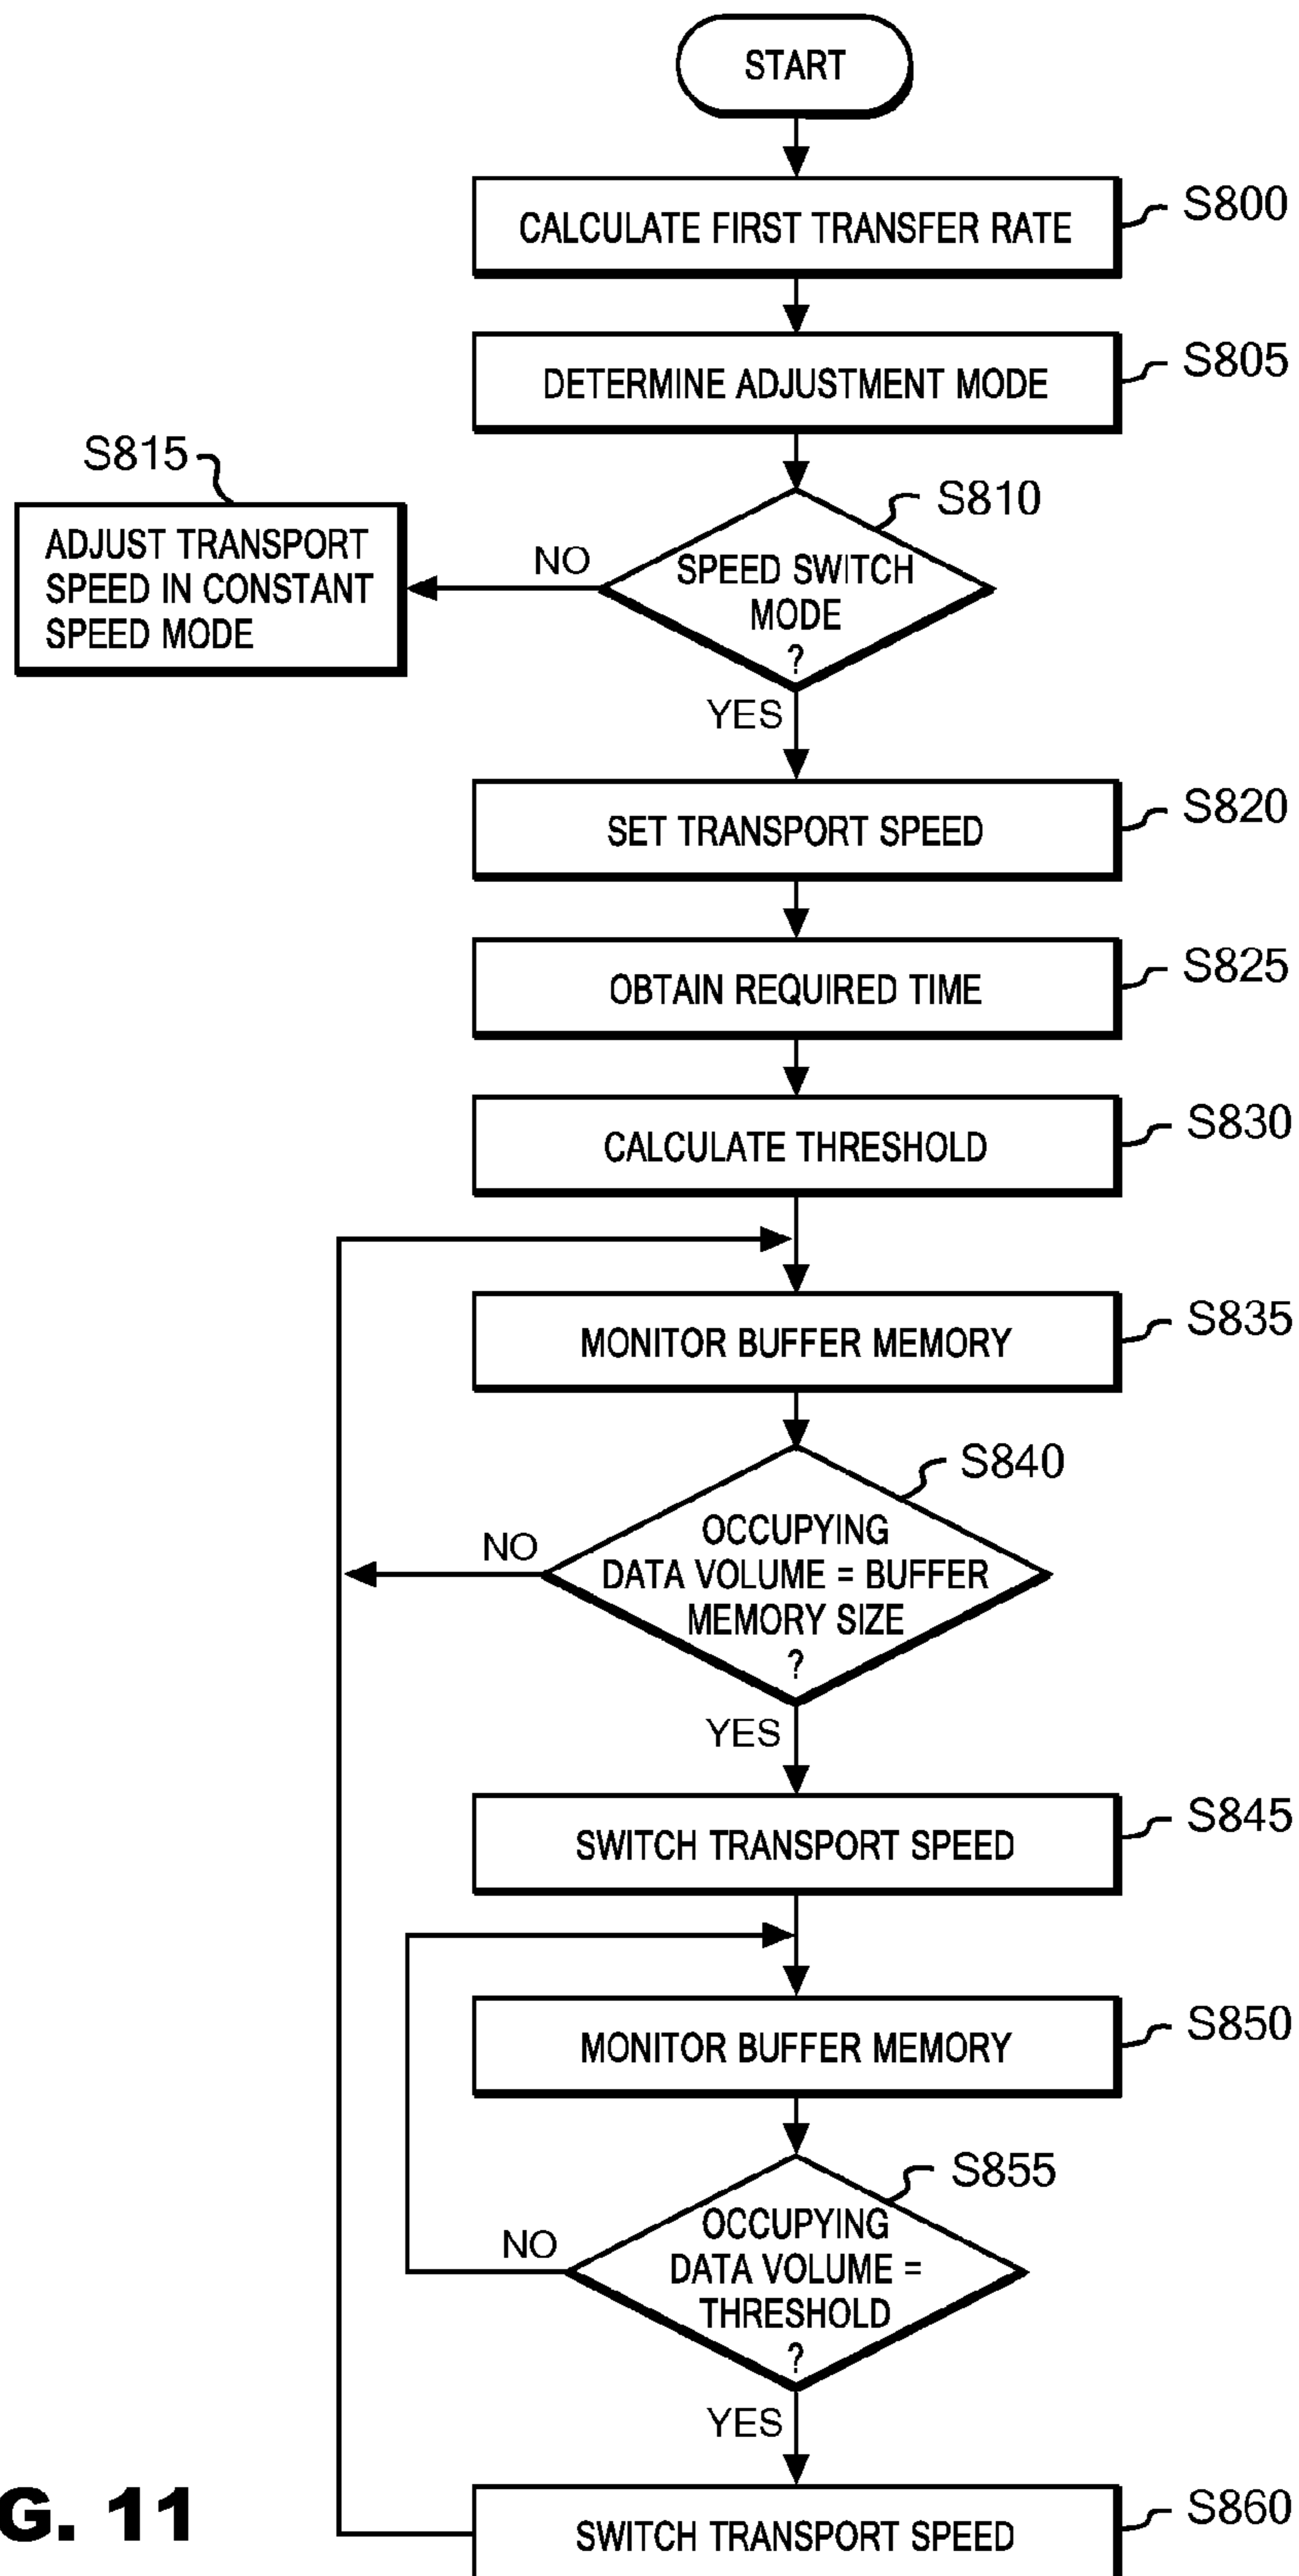 START
CALCULATE FIRST TRANSFER RATE
S800
DETERMINE ADJUSTMENT MODE
S805
S815
ADJUST TRANSPORT
SPEED IN CONSTANT
SPEED MODE
NO
S810
SPEED SWITCH
MODE
?
YES
SET TRANSPORT SPEED
S820
OBTAIN REQUIRED TIME
S825
CALCULATE THRESHOLD
S830
MONITOR BUFFER MEMORY
S835
S840
NO
OCCUPYING
DATA VOLUME = BUFFER
MEMORY SIZE
?
YES
SWITCH TRANSPORT SPEED
S845
MONITOR BUFFER MEMORY
S850
S855
NO
OCCUPYING
DATA VOLUME =
THRESHOLD
?
YES
SWITCH TRANSPORT SPEED
S860
G. 11